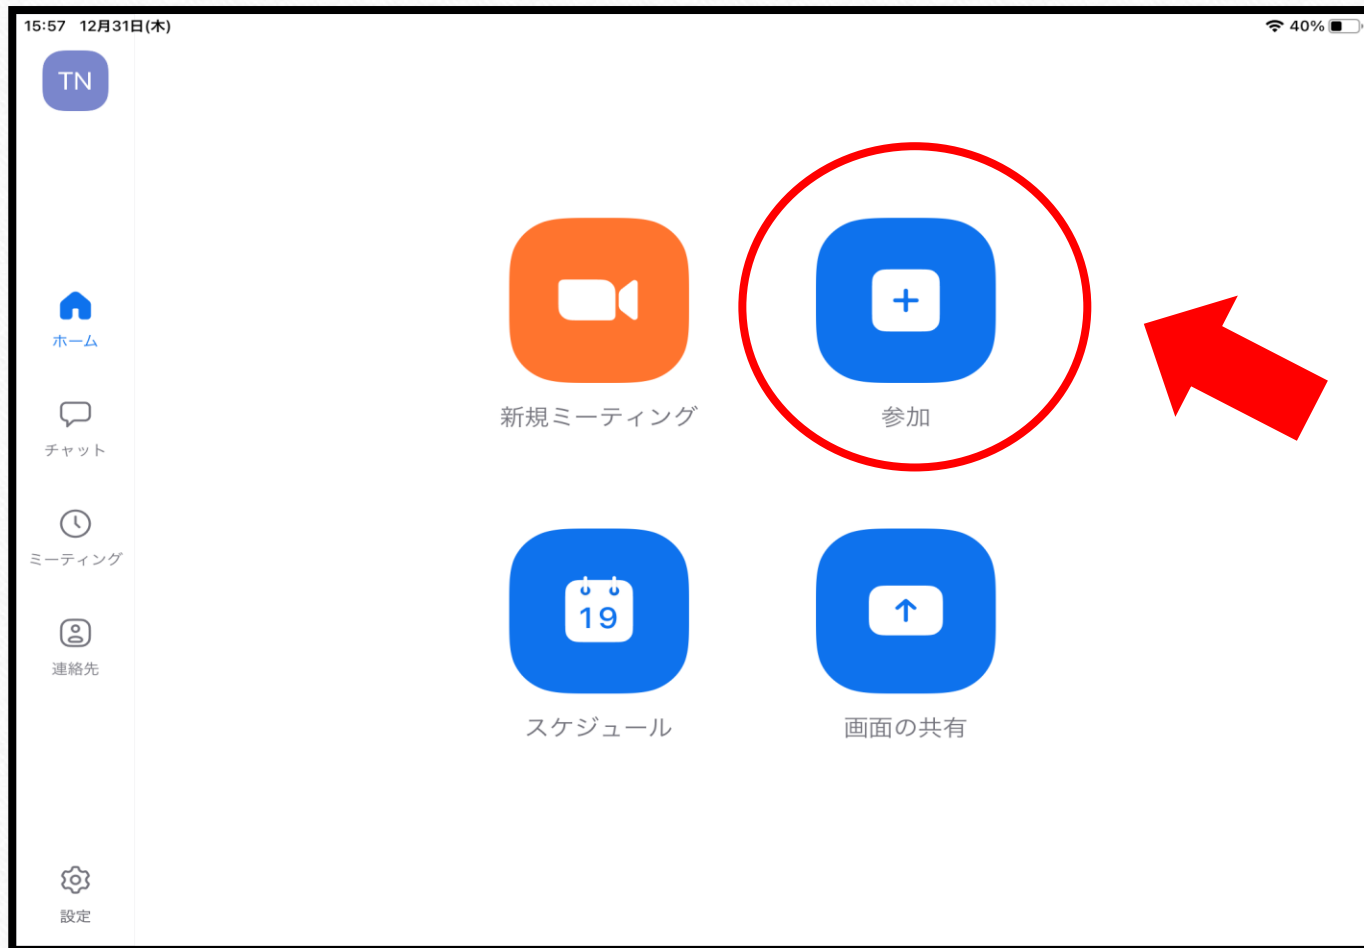 15:57 12月31日(木)
40%
TN
ホーム
チャット
ミーティング
連絡先
設定
新規ミーティング
参加
19
スケジュール
画面の共有